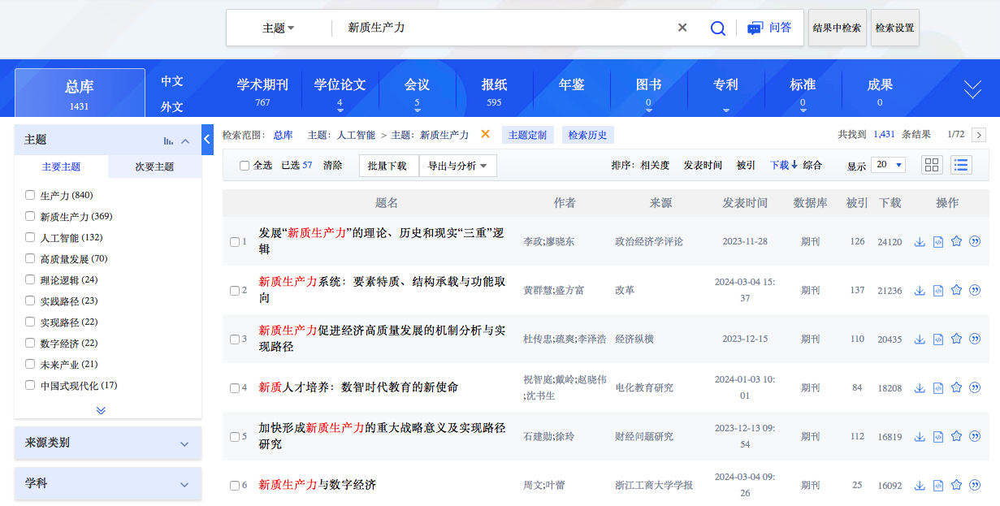 主题 新质生产力 问答 结果中检索 检索设置
总库 1431 中文 外文 学术期刊 767 学位论文 4 会议 5 报纸 595 年鉴 图书 0 专利 标准 0 成果 0
主题
主要主题 次要主题
生产力 (840)
新质生产力 (369)
人工智能 (132)
高质量发展 (70)
理论逻辑 (24)
实践路径 (23)
实现路径 (22)
数字经济 (22)
未来产业 (21)
中国式现代化 (17)
来源类别
学科
检索范围： 总库 主题：人工智能 > 主题：新质生产力 主题定制 检索历史 共找到 1,431 条结果 1/72
全选 已选 57 清除 批量下载 导出与分析 排序： 相关度 发表时间 被引 下载 综合 显示 20
题名 作者 来源 发表时间 数据库 被引 下载 操作
1 发展“新质生产力”的理论、历史和现实“三重”逻
辑
李政;廖晓东 政治经济学评论 2023-11-28 期刊 126 24120
2 新质生产力系统：要素特质、结构承载与功能取
向
黄群慧;盛方富 改革 2024-03-04 15:
37
期刊 137 21236
3 新质生产力促进经济高质量发展的机制分析与实
现路径
杜传忠;疏爽;李泽浩 经济纵横 2023-12-15 期刊 110 20435
4 新质人才培养：数智时代教育的新使命
祝智庭;戴岭;赵晓伟
;沈书生
电化教育研究 2024-01-03 10:
01
期刊 84 18208
5 加快形成新质生产力的重大战略意义及实现路径
研究
石建勋;徐玲 财经问题研究 2023-12-13 09:
54
期刊 112 16819
6 新质生产力与数字经济
周文;叶蕾 浙江工商大学学报 2024-03-04 09:
26
期刊 25 16092